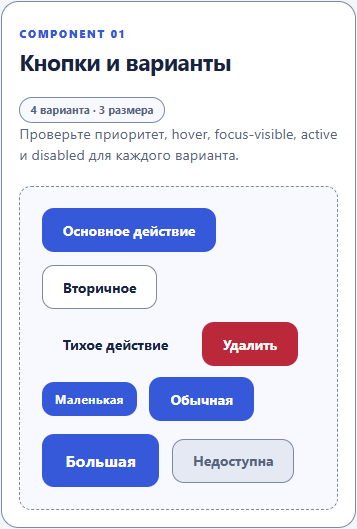 COMPONENT 01
Кнопки и варианты
4 варианта · 3 размера
Проверьте приоритет, hover, focus-visible, active
и disabled для каждого варианта.
Основное действие
Вторичное
Тихое действие
Удалить
Маленькая
Обычная
Большая
Недоступна